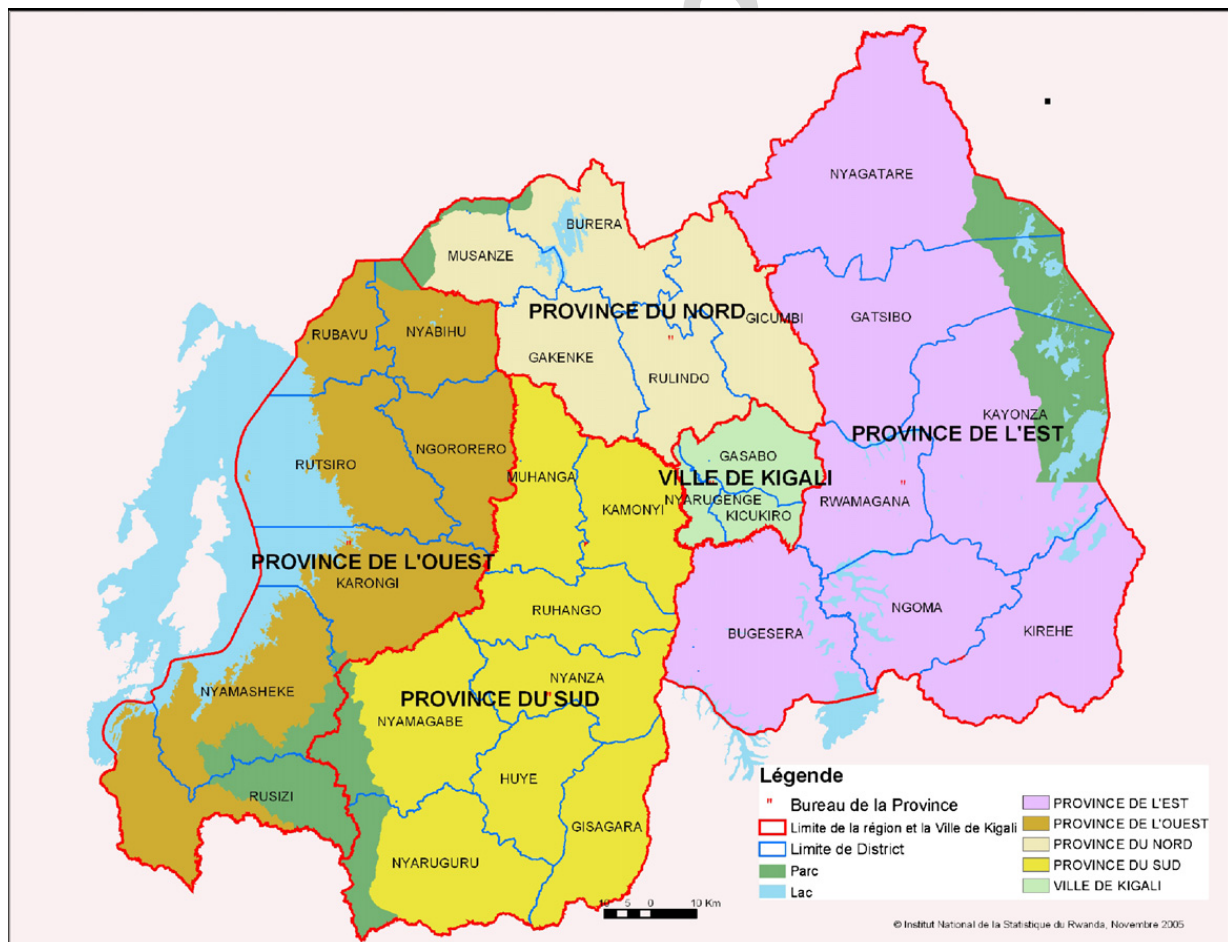 NYAGATARE
BURERA
MUSANZE
PROVINCE DU NORD
GICUMBI
GATSIBO
RUBAVU
NYABIHU
GAKENKE
RULINDO
KAYONZA
PROVINCE DE L'EST
NGORORERO
RUTSIRO
GASABO
MUHANGA
VILLE DE KIGALI
NYARUGENGE
RWAMAGANA
KAMONYI
KICUKIRO
PROVINCE DE L'OUEST
KARONGI
RUHANGO
NGOMA
BUGESERA
KIREHE
NYANZA
NYAMASHEKE
PROVINCE DU SUD
NYAMAGABE
HUYE
RUSIZI
GISAGARA
NYARUGURU
Légende
" Bureau de la Province
Limite de la région et la Ville de Kigali
Limite de District
Parc
Lac
PROVINCE DE L'EST
PROVINCE DE L'OUEST
PROVINCE DU NORD
PROVINCE DU SUD
VILLE DE KIGALI
10 5 0 10 Km
© Institut National de la Statistique du Rwanda, Novembre 2005